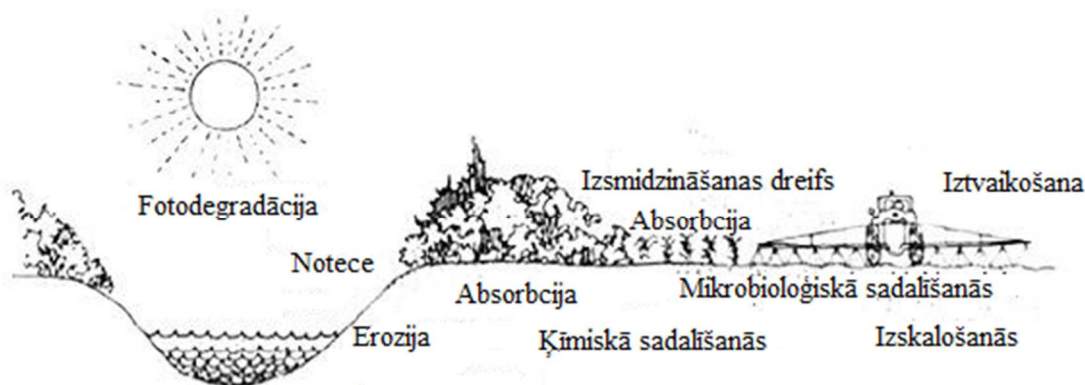 Izsmidzināšanas dreifs
Iztvaikošana
Fotodegradācija
Absorbcija
Notece
Absorbcija
Mikrobioloģiskā sadalīšanās
Erozija
Ķīmiskā sadalīšanās
Izskalošanās